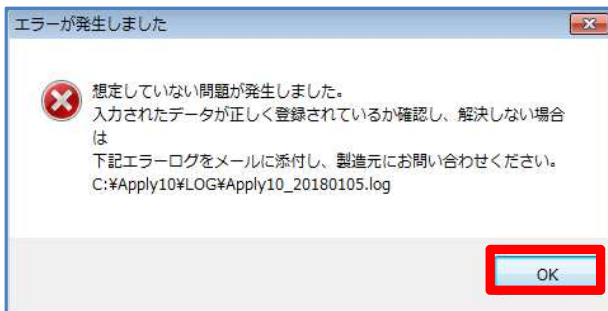 エラーが発生しました
想定していない問題が発生しました。
入力されたデータが正しく登録されているか確認し、解決しない場合
は
下記エラーログをメールに添付し、製造元にお問い合わせください。
C:¥Apply10¥LOG¥Apply10_20180105.log
OK